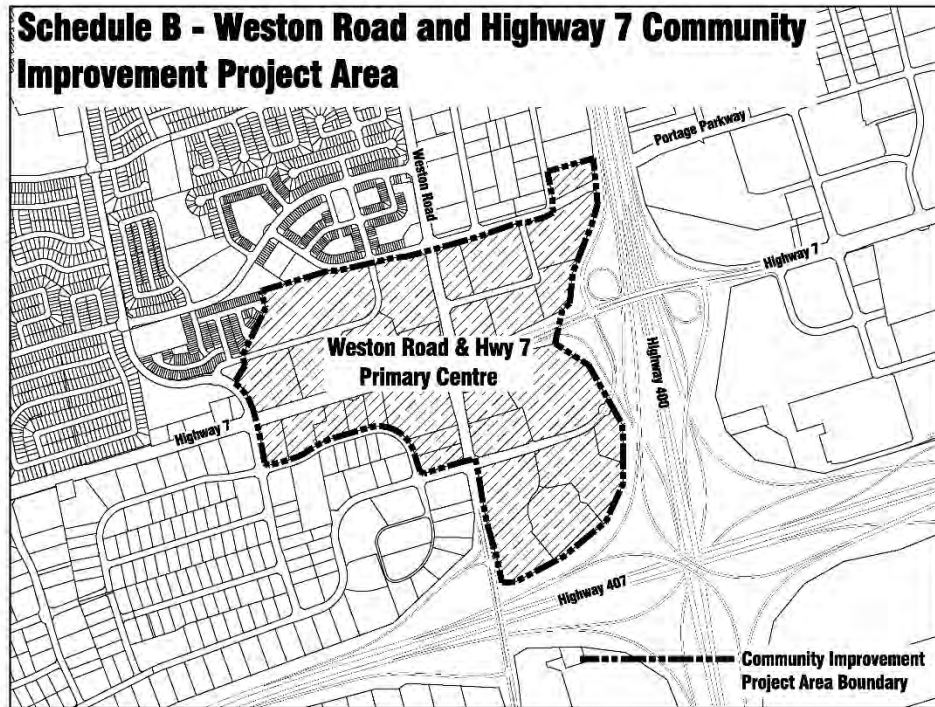 Schedule B - Weston Road and Highway 7 Community
Improvement Project Area
Portage Parkway
Weston Road
Highway 7
Weston Road & Hwy 7
Primary Centre
Highway 400
Highway 7
Highway 407
Community Improvement
Project Area Boundary